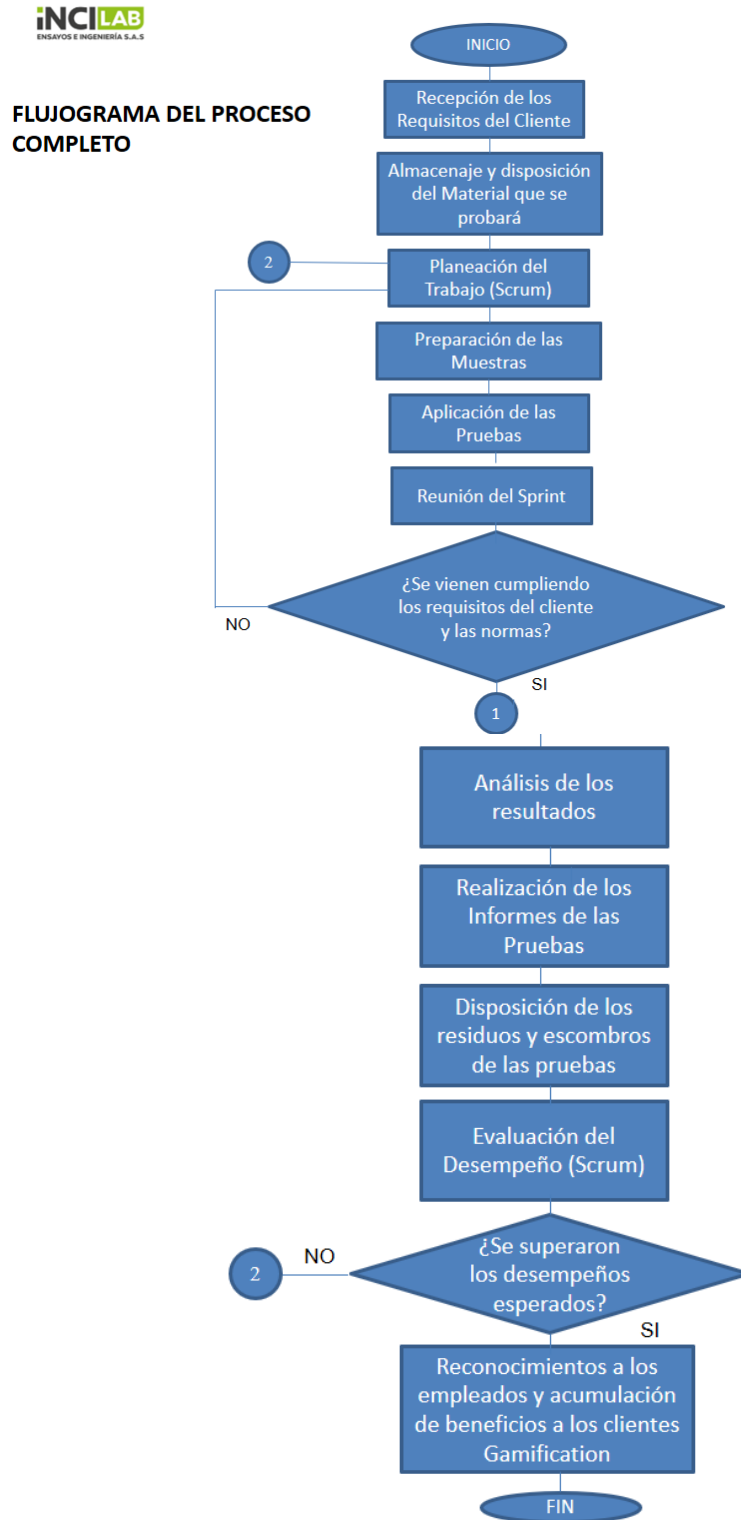 iNCILAB
ENSAYOS E INGENIERÍA S.A.S
FLUJOGRAMA DEL PROCESO
COMPLETO
INICIO
Recepción de los
Requisitos del Cliente
Almacenaje y disposición
del Material que se
probará
2
Planeación del
Trabajo (Scrum)
Preparación de las
Muestras
Aplicación de las
Pruebas
Reunión del Sprint
¿Se vienen cumpliendo
los requisitos del cliente
y las normas?
NO
SI
1
Análisis de los
resultados
Realización de los
Informes de las
Pruebas
Disposición de los
residuos y escombros
de las pruebas
Evaluación del
Desempeño (Scrum)
¿Se superaron
los desempeños
esperados?
NO
2
SI
Reconocimientos a los
empleados y acumulación
de beneficios a los clientes
Gamification
FIN